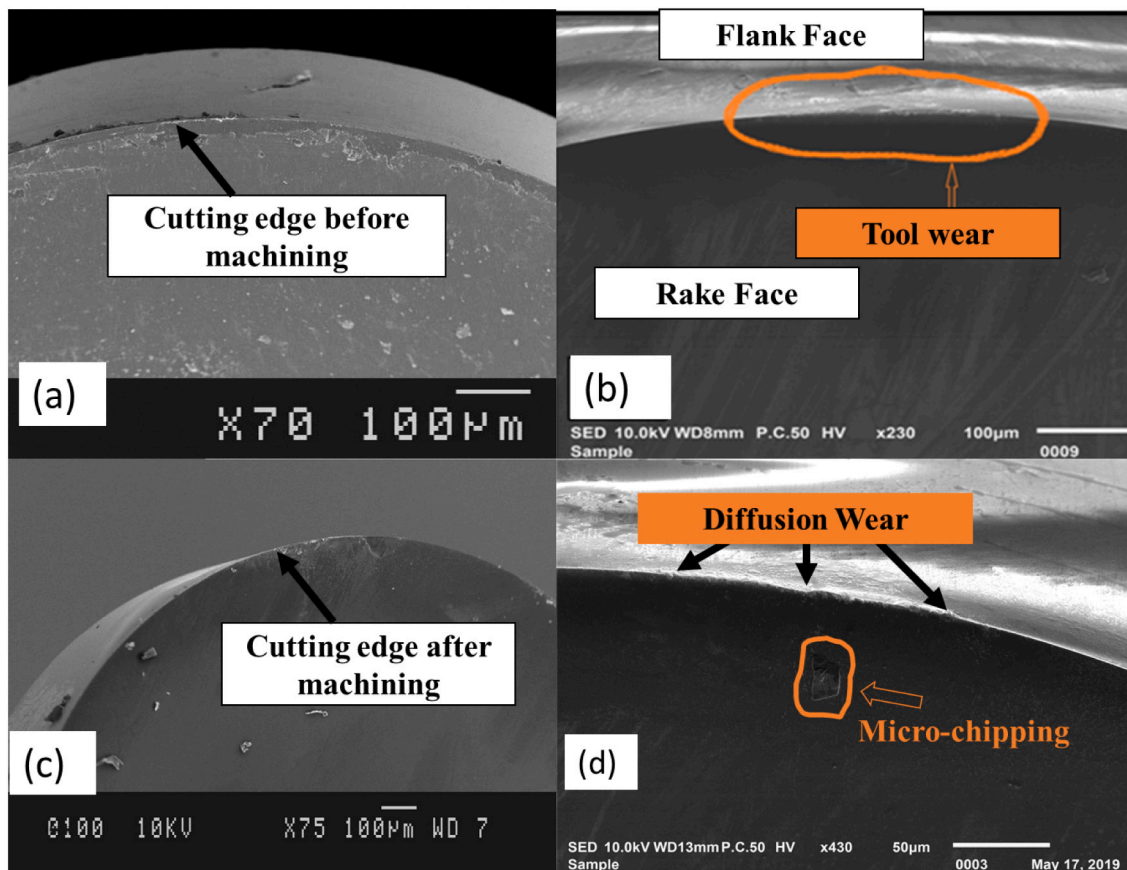 Cutting edge before
machining
(a)
X70 100µm
Flank Face
Tool wear
Rake Face
(b)
SED 10.0kV WD8mm P.C.50 HV x230 100µm
Sample 0009
Cutting edge after
machining
(c)
@100 10KV X75 100µm WD 7
Diffusion Wear
Micro-chipping
(d)
SED 10.0kV WD13mm P.C.50 HV x430 50µm
Sample 0003 May 17, 2019